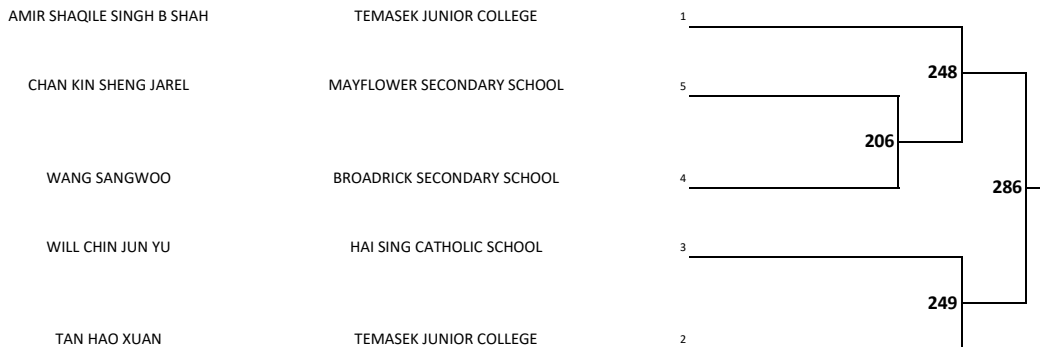 AMIR SHAQILE SINGH B SHAH TEMASEK JUNIOR COLLEGE 1
248
CHAN KIN SHENG JAREL MAYFLOWER SECONDARY SCHOOL 5
206
WANG SANGWOO BROADRICK SECONDARY SCHOOL 4
286
WILL CHIN JUN YU HAI SING CATHOLIC SCHOOL 3
249
TAN HAO XUAN TEMASEK JUNIOR COLLEGE 2